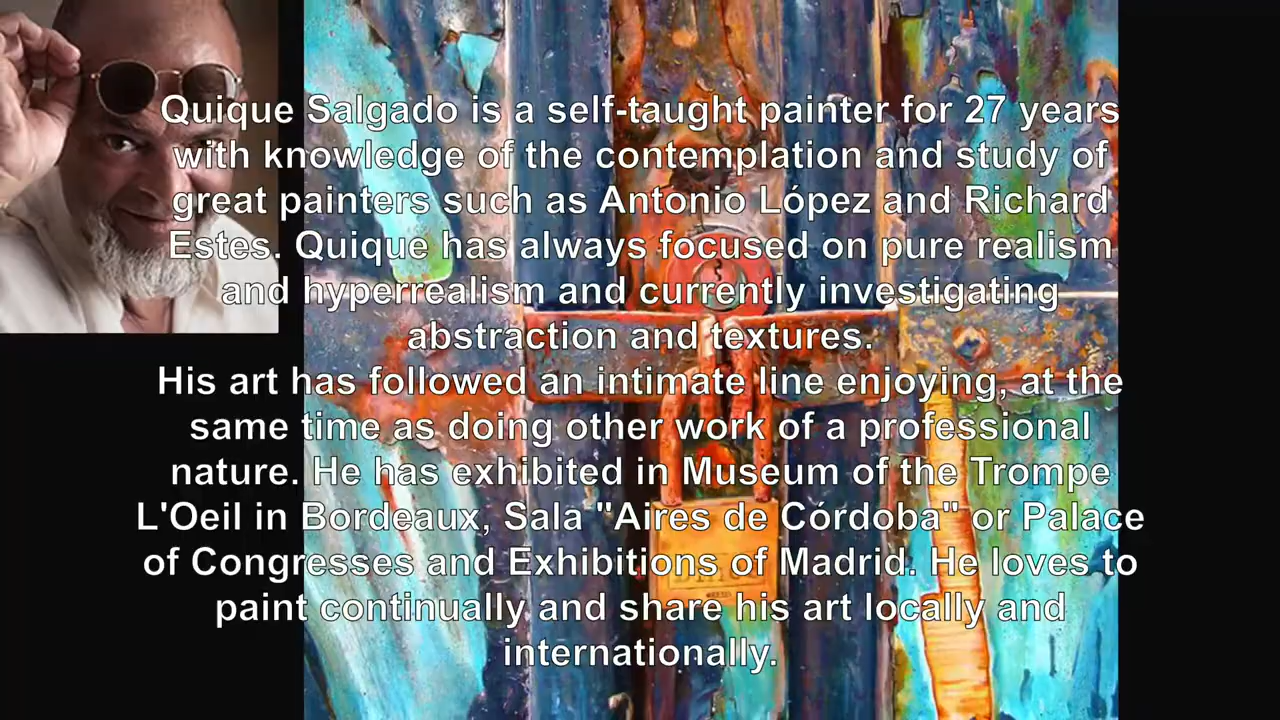 Quique Salgado is a self-taught painter for 27 years
with knowledge of the contemplation and study of
great painters such as Antonio López and Richard
Estes. Quique has always focused on pure realism
and hyperrealism and currently investigating
abstraction and textures.
His art has followed an intimate line enjoying, at the
same time as doing other work of a professional
nature. He has exhibited in Museum of the Trompe
L'Oeil in Bordeaux, Sala "Aires de Córdoba" or Palace
of Congresses and Exhibitions of Madrid. He loves to
paint continually and share his art locally and
internationally.